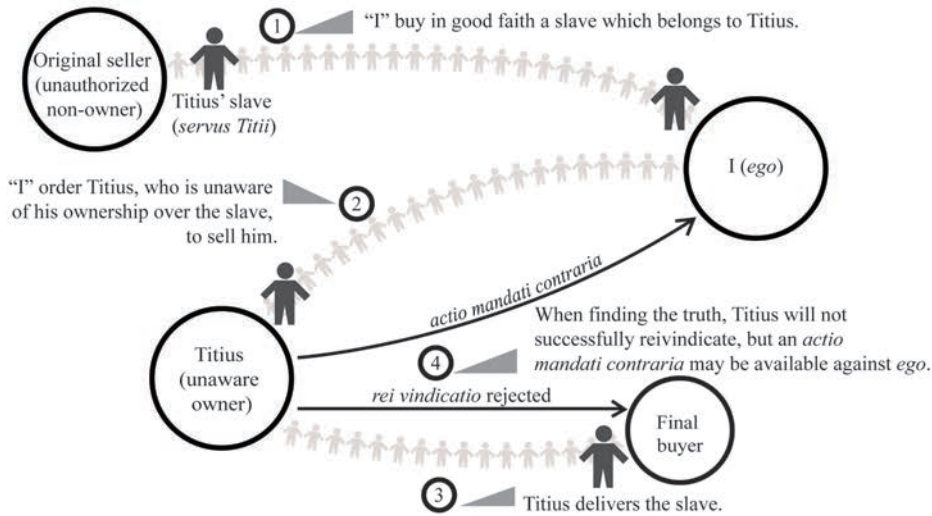 1
“I” buy in good faith a slave which belongs to Titius.
Original seller
(unauthorized
non-owner)
Titius’ slave
(servus Titii)
I (ego)
“I” order Titius, who is unaware
of his ownership over the slave,
to sell him.
2
actio mandati contraria
When finding the truth, Titius will not
successfully reivindicate, but an actio
mandati contraria may be available against ego.
4
Titius
(unaware
owner)
rei vindicatio rejected
Final
buyer
3
Titius delivers the slave.